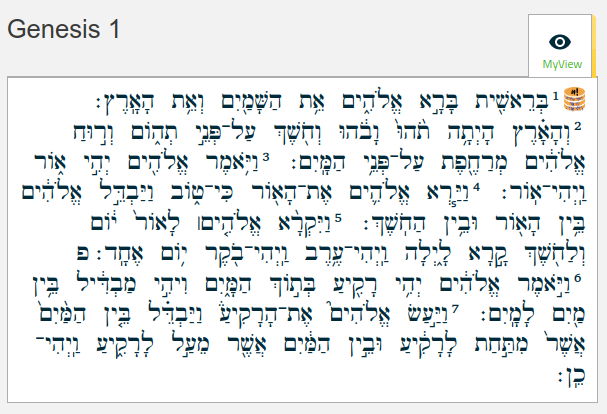 Genesis 1
MyView
1 בְּרֵאשִׁ֖ית בָּרָ֣א אֱלֹהִ֑ים אֵ֥ת הַשָּׁמַ֖יִם וְאֵ֥ת הָאָֽרֶץ׃
2 וְהָאָ֗רֶץ הָיְתָ֥ה תֹ֙הוּ֙ וָבֹ֔הוּ וְחֹ֖שֶׁךְ עַל־פְּנֵ֣י תְה֑וֹם וְר֣וּחַ
אֱלֹהִ֔ים מְרַחֶ֖פֶת עַל־פְּנֵ֥י הַמָּֽיִם׃ 3 וַיֹּ֥אמֶר אֱלֹהִ֖ים יְהִ֣י א֑וֹר
וַֽיְהִי־אֽוֹר׃ 4 וַיַּ֧רְא אֱלֹהִ֛ים אֶת־הָא֖וֹר כִּי־ט֑וֹב וַיַּבְדֵּ֣ל אֱלֹהִ֔ים
בֵּ֥ין הָא֖וֹר וּבֵ֥ין הַחֹֽשֶׁךְ׃ 5 וַיִּקְרָ֨א אֱלֹהִ֤ים׀ לָאוֹר֙ י֔וֹם
וְלַחֹ֖שֶׁךְ קָ֣רָא לָ֑יְלָה וַֽיְהִי־עֶ֥רֶב וַֽיְהִי־בֹ֖קֶר י֥וֹם אֶחָֽד׃ פ
6 וַיֹּ֣אמֶר אֱלֹהִ֔ים יְהִ֥י רָקִ֖יעַ בְּת֣וֹךְ הַמָּ֑יִם וִיהִ֣י מַבְדִּ֔יל בֵּ֥ין
מַ֖יִם לָמָֽיִם׃ 7 וַיַּ֣עַשׂ אֱלֹהִים֮ אֶת־הָרָקִיעַ֒ וַיַּבְדֵּ֗ל בֵּ֤ין הַמַּ֙יִם֙
אֲשֶׁר֙ מִתַּ֣חַת לָרָקִ֔יעַ וּבֵ֣ין הַמַּ֔יִם אֲשֶׁ֖ר מֵעַ֣ל לָרָקִ֑יעַ וַֽיְהִי־
כֵֽן׃